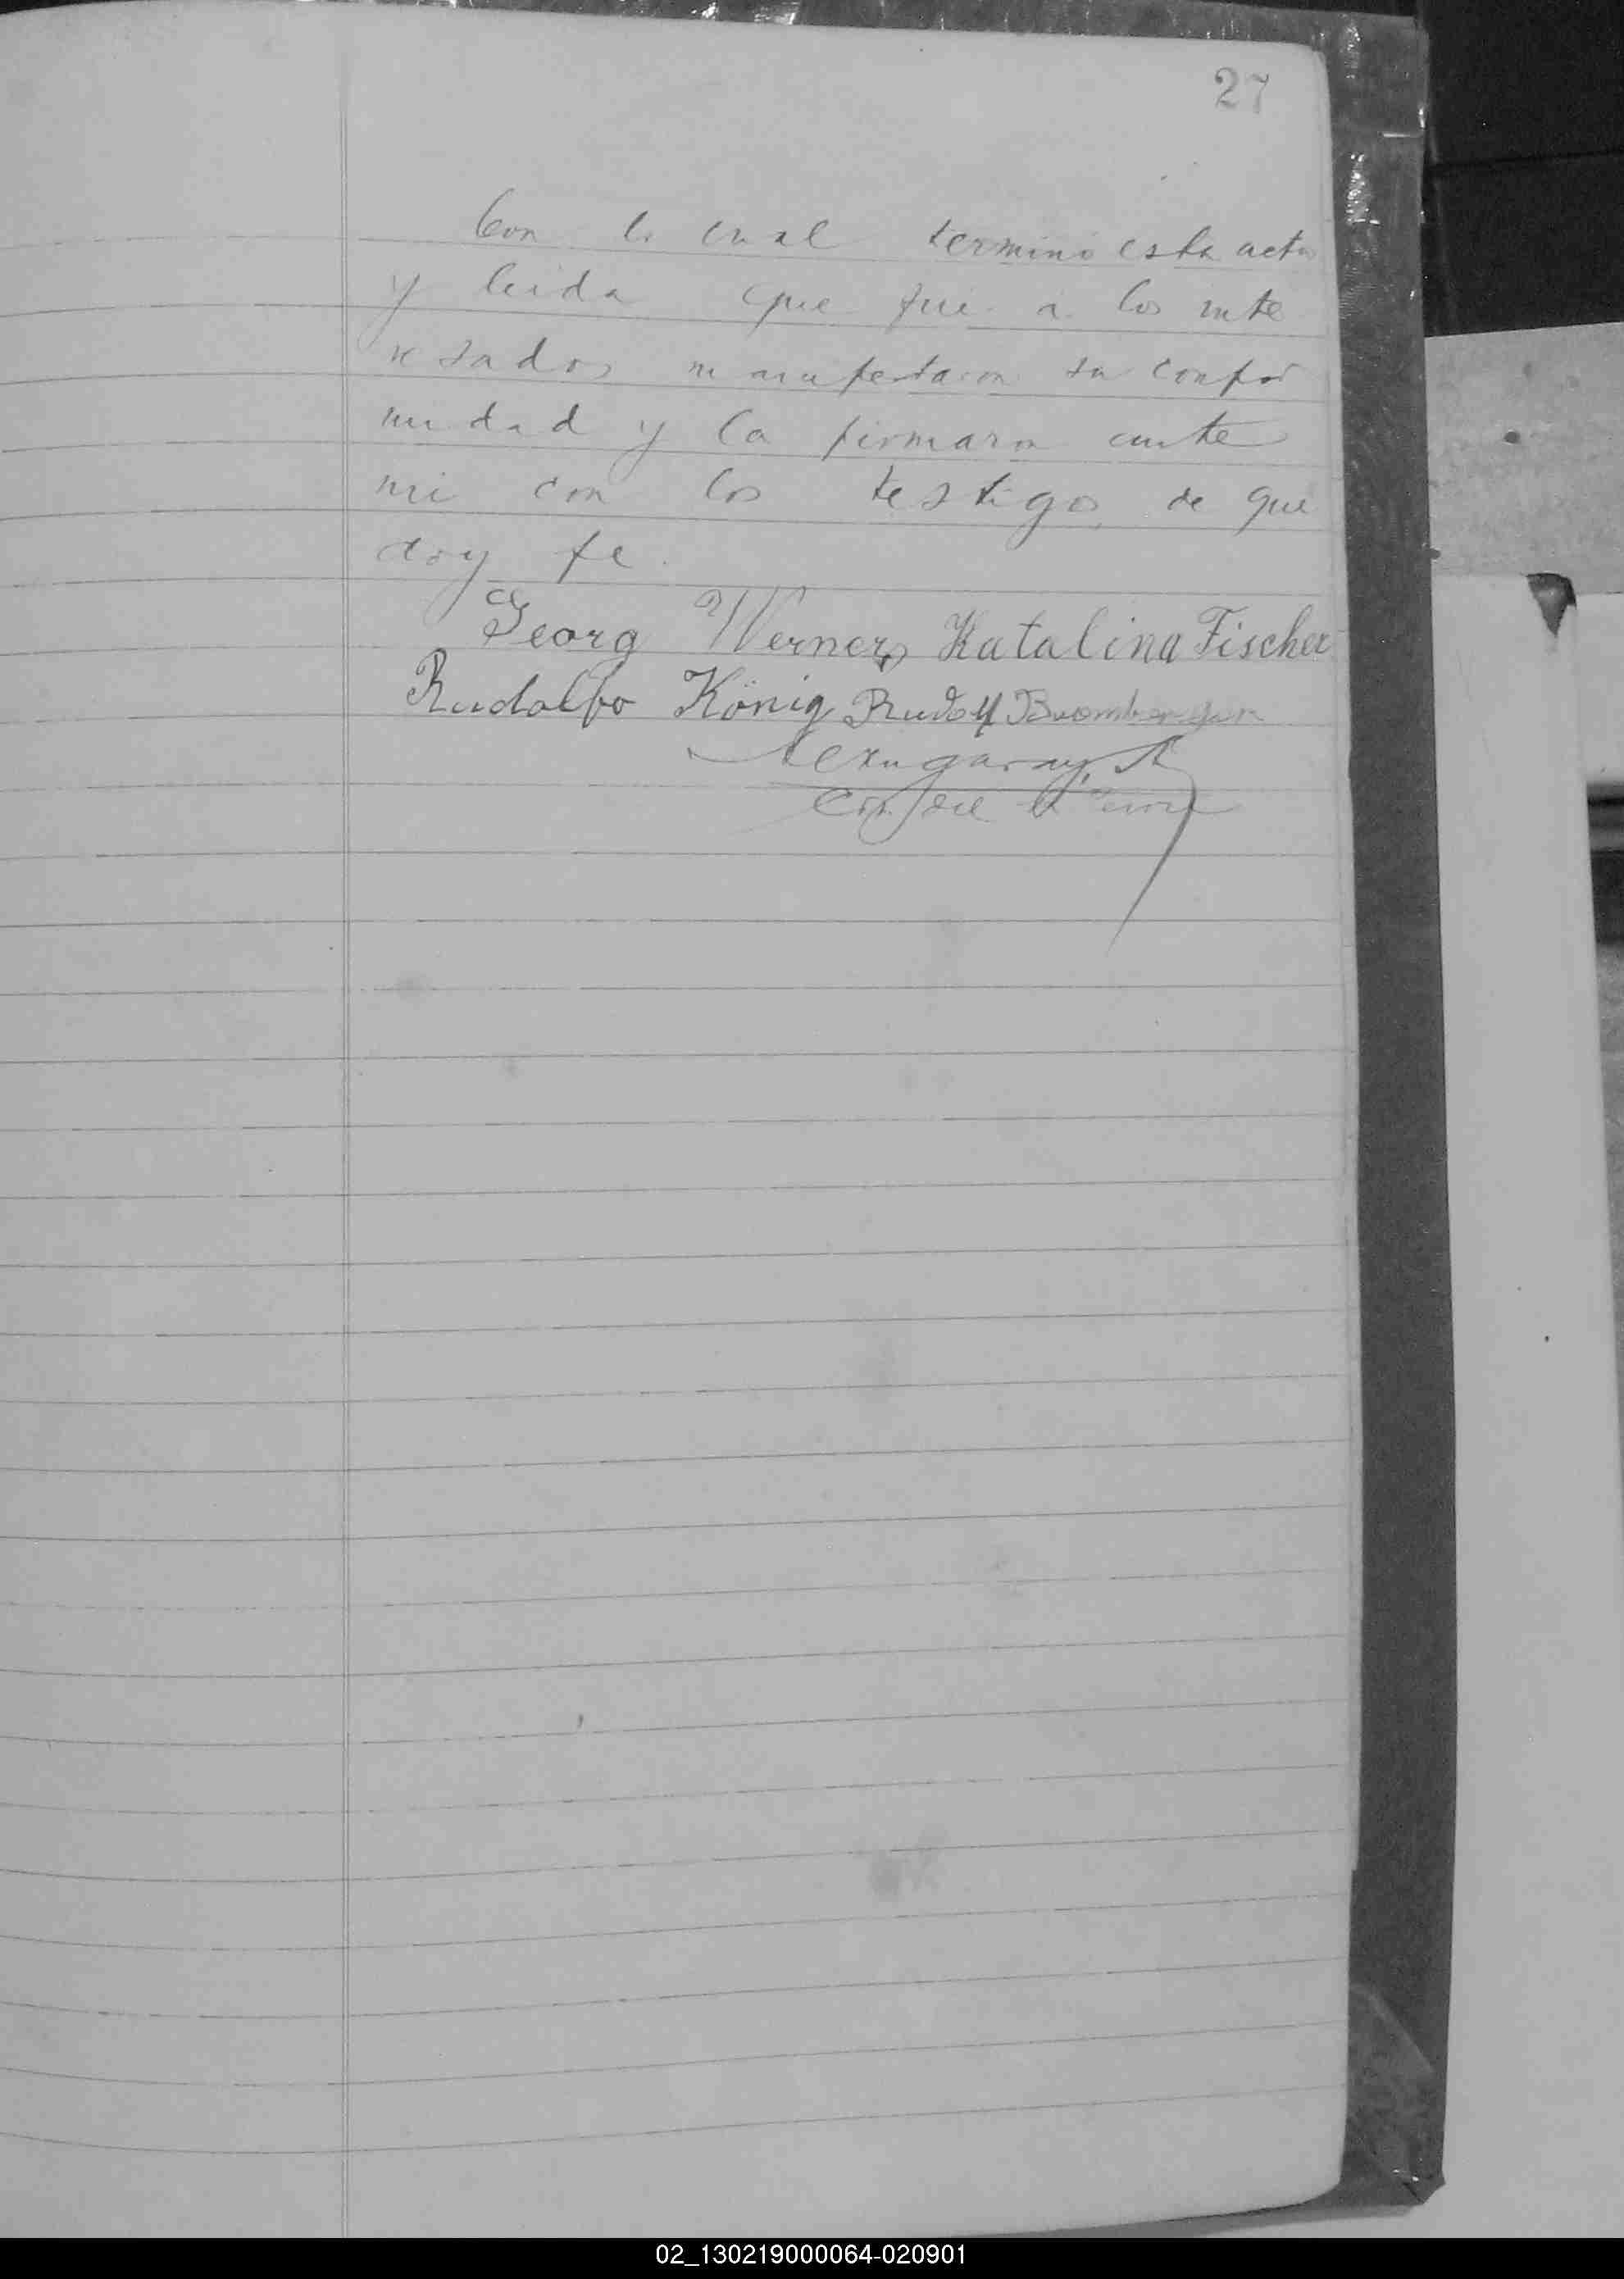 27
Con lo cual terminó esta acta
y leida que fue a los inte
resados manifestaron su confor
midad y la firmaron ante
mi con los testigos de que
doy fe.
Georg Werner, Katalina Fischer
Rudolfo König Rudolf Bromberger
02_130219000064-020901